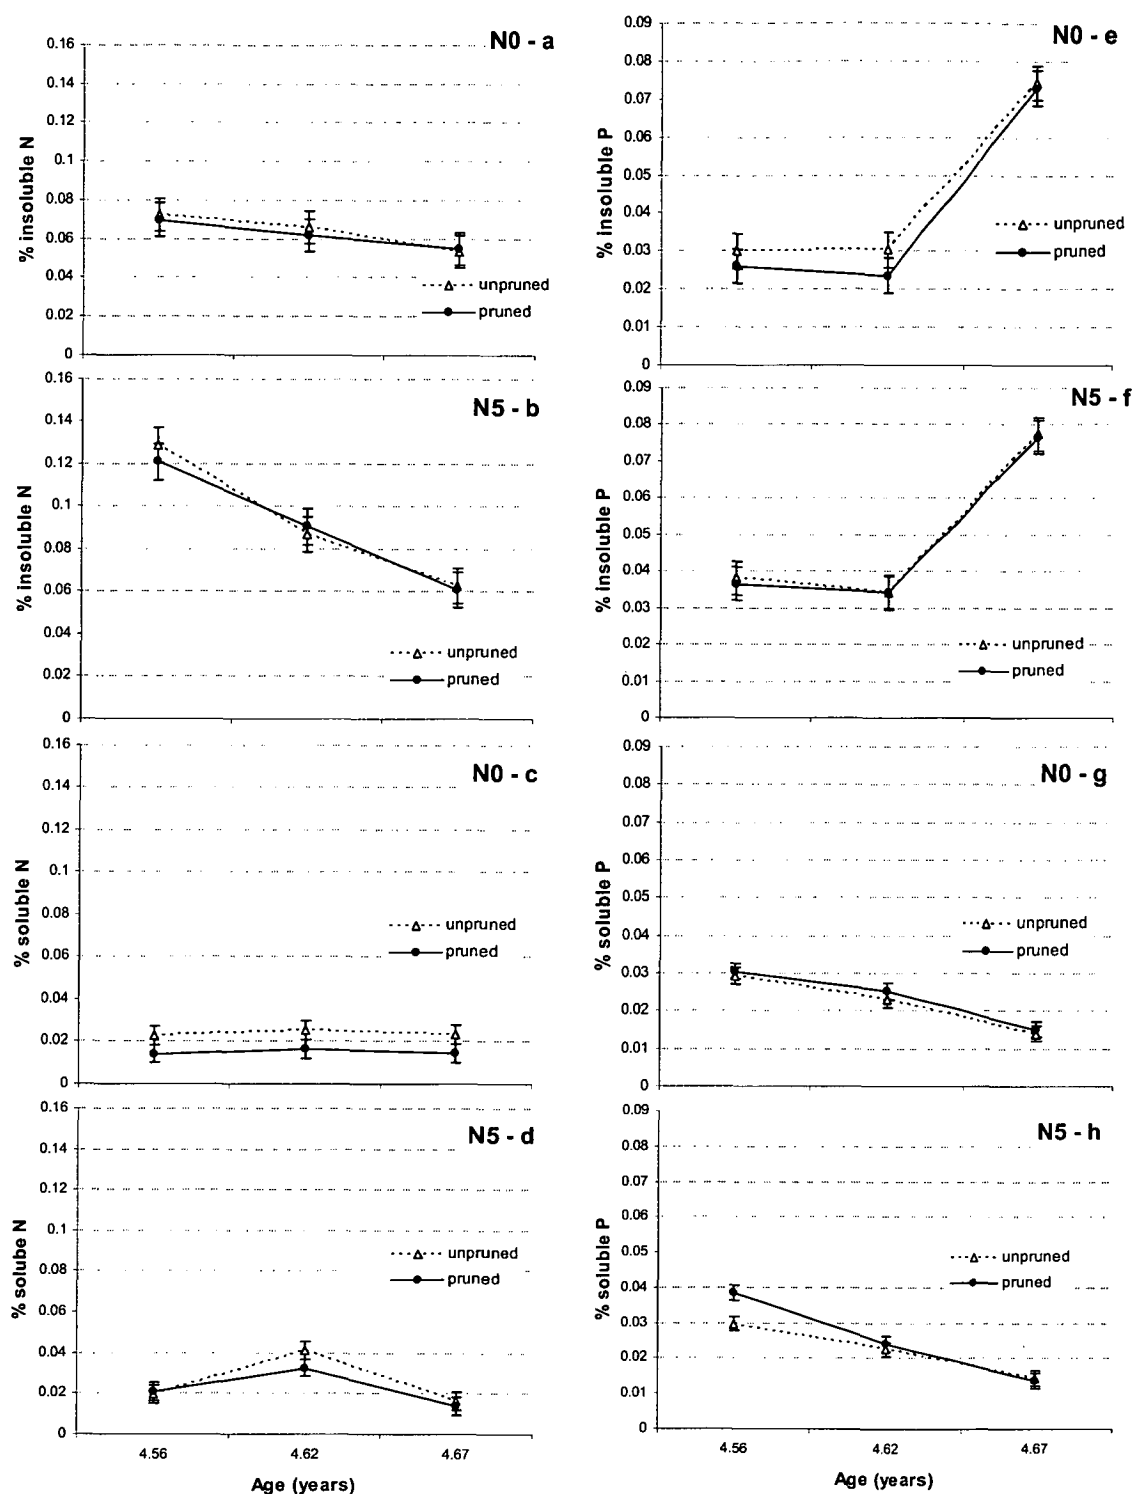 N0 - a
0.16
0.14
0.12
0.1
0.08
0.06
0.04
0.02
0
% insoluble N
unpruned
pruned
N5 - b
0.16
0.14
0.12
0.1
0.08
0.06
0.04
0.02
0
% insoluble N
unpruned
pruned
N0 - c
0.16
0.14
0.12
0.1
0.08
0.06
0.04
0.02
0
% soluble N
unpruned
pruned
N5 - d
0.16
0.14
0.12
0.1
0.08
0.06
0.04
0.02
0
% solube N
unpruned
pruned
4.56 4.62 4.67
Age (years)
N0 - e
0.09
0.08
0.07
0.06
0.05
0.04
0.03
0.02
0.01
0
% insoluble P
unpruned
pruned
N5 - f
0.09
0.08
0.07
0.06
0.05
0.04
0.03
0.02
0.01
0
% insoluble P
unpruned
pruned
N0 - g
0.09
0.08
0.07
0.06
0.05
0.04
0.03
0.02
0.01
0
% soluble P
unpruned
pruned
N5 - h
0.09
0.08
0.07
0.06
0.05
0.04
0.03
0.02
0.01
0
% soluble P
unpruned
pruned
4.56 4.62 4.67
Age (years)